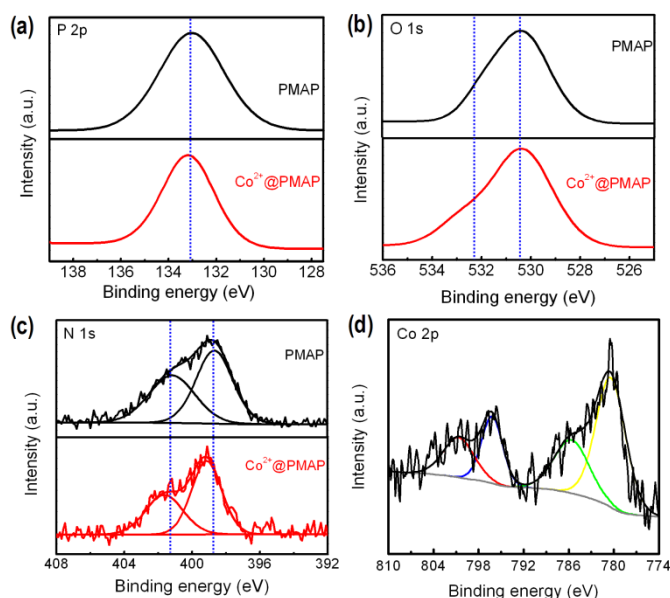 (a) P 2p
PMAP
Co²⁺@PMAP
Intensity (a.u.)
138 136 134 132 130 128
Binding energy (eV)
(b) O 1s
PMAP
Co²⁺@PMAP
Intensity (a.u.)
536 534 532 530 528 526
Binding energy (eV)
(c) N 1s
PMAP
Co²⁺@PMAP
Intensity (a.u.)
408 404 400 396 392
Binding energy (eV)
(d) Co 2p
Intensity (a.u.)
810 804 798 792 786 780 774
Binding energy (eV)